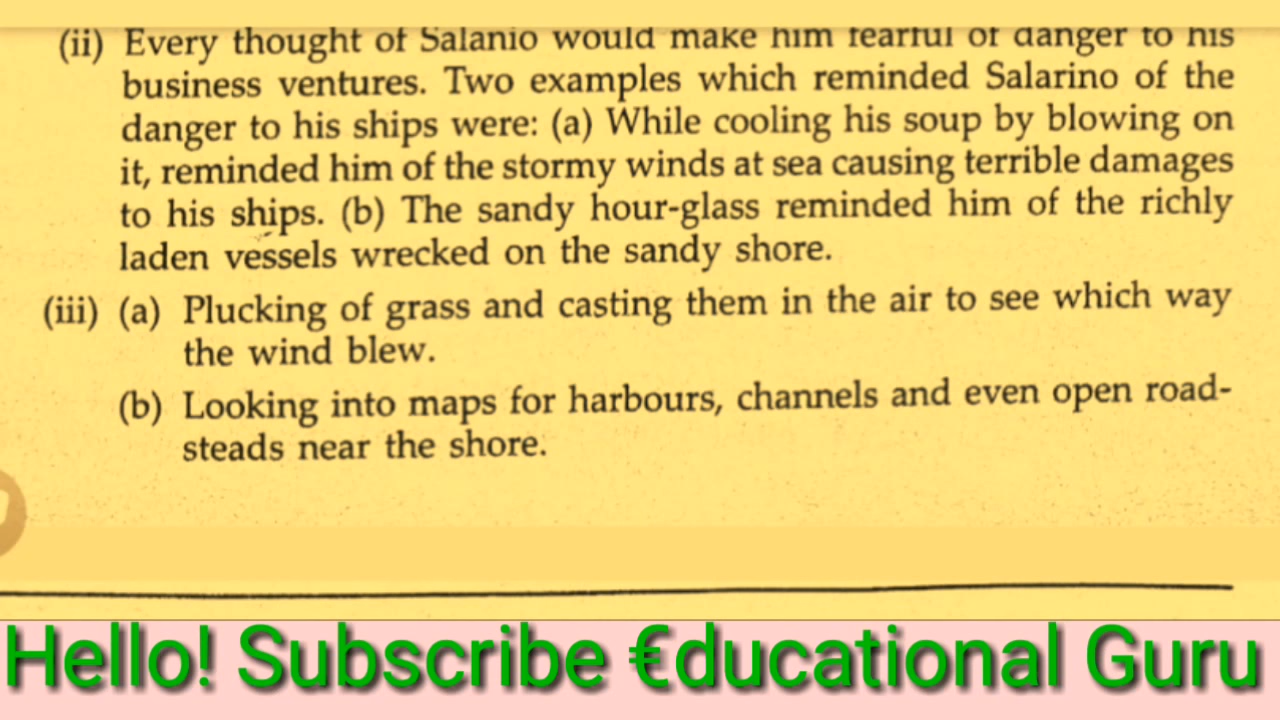 (ii) Every thought of Salanio would make him fearful of danger to his
business ventures. Two examples which reminded Salarino of the
danger to his ships were: (a) While cooling his soup by blowing on
it, reminded him of the stormy winds at sea causing terrible damages
to his ships. (b) The sandy hour-glass reminded him of the richly
laden vessels wrecked on the sandy shore.
(iii) (a) Plucking of grass and casting them in the air to see which way
the wind blew.
(b) Looking into maps for harbours, channels and even open road-
steads near the shore.
Hello! Subscribe €ducational Guru